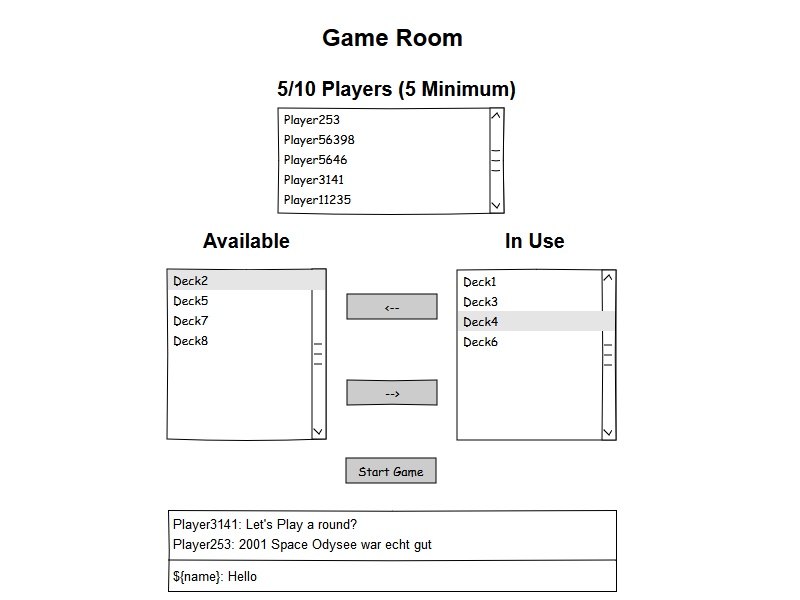 Game Room
5/10 Players (5 Minimum)
Player253
Player56398
Player5646
Player3141
Player11235
Available
In Use
Deck2
Deck5
Deck7
Deck8
<--
-->
Deck1
Deck3
Deck4
Deck6
Start Game
Player3141: Let's Play a round?
Player253: 2001 Space Odysee war echt gut
${name}: Hello